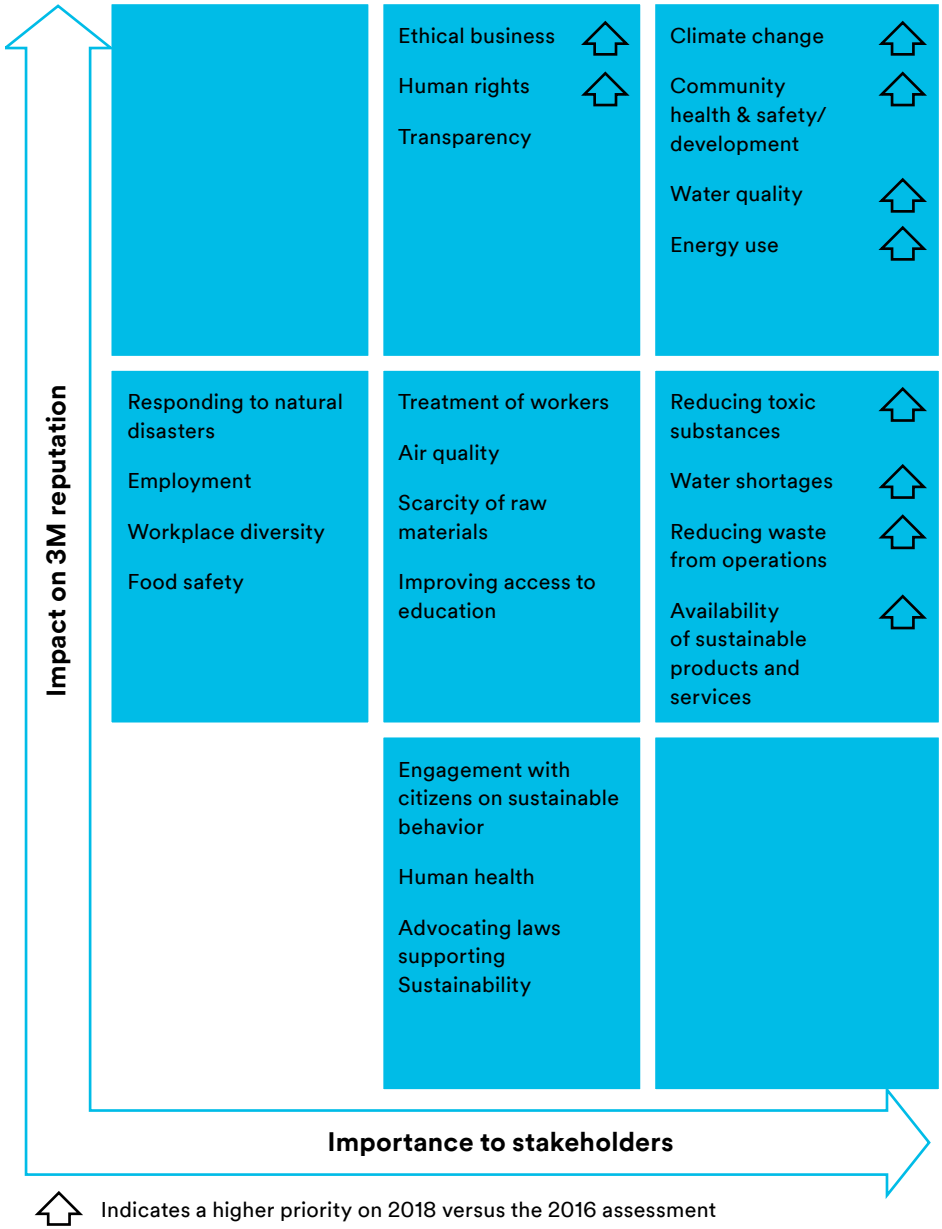 Impact on 3M reputation
Ethical business
Human rights
Transparency
Climate change
Community
health & safety/
development
Water quality
Energy use
Responding to natural
disasters
Employment
Workplace diversity
Food safety
Treatment of workers
Air quality
Scarcity of raw
materials
Improving access to
education
Reducing toxic
substances
Water shortages
Reducing waste
from operations
Availability
of sustainable
products and
services
Engagement with
citizens on sustainable
behavior
Human health
Advocating laws
supporting
Sustainability
Importance to stakeholders
Indicates a higher priority on 2018 versus the 2016 assessment